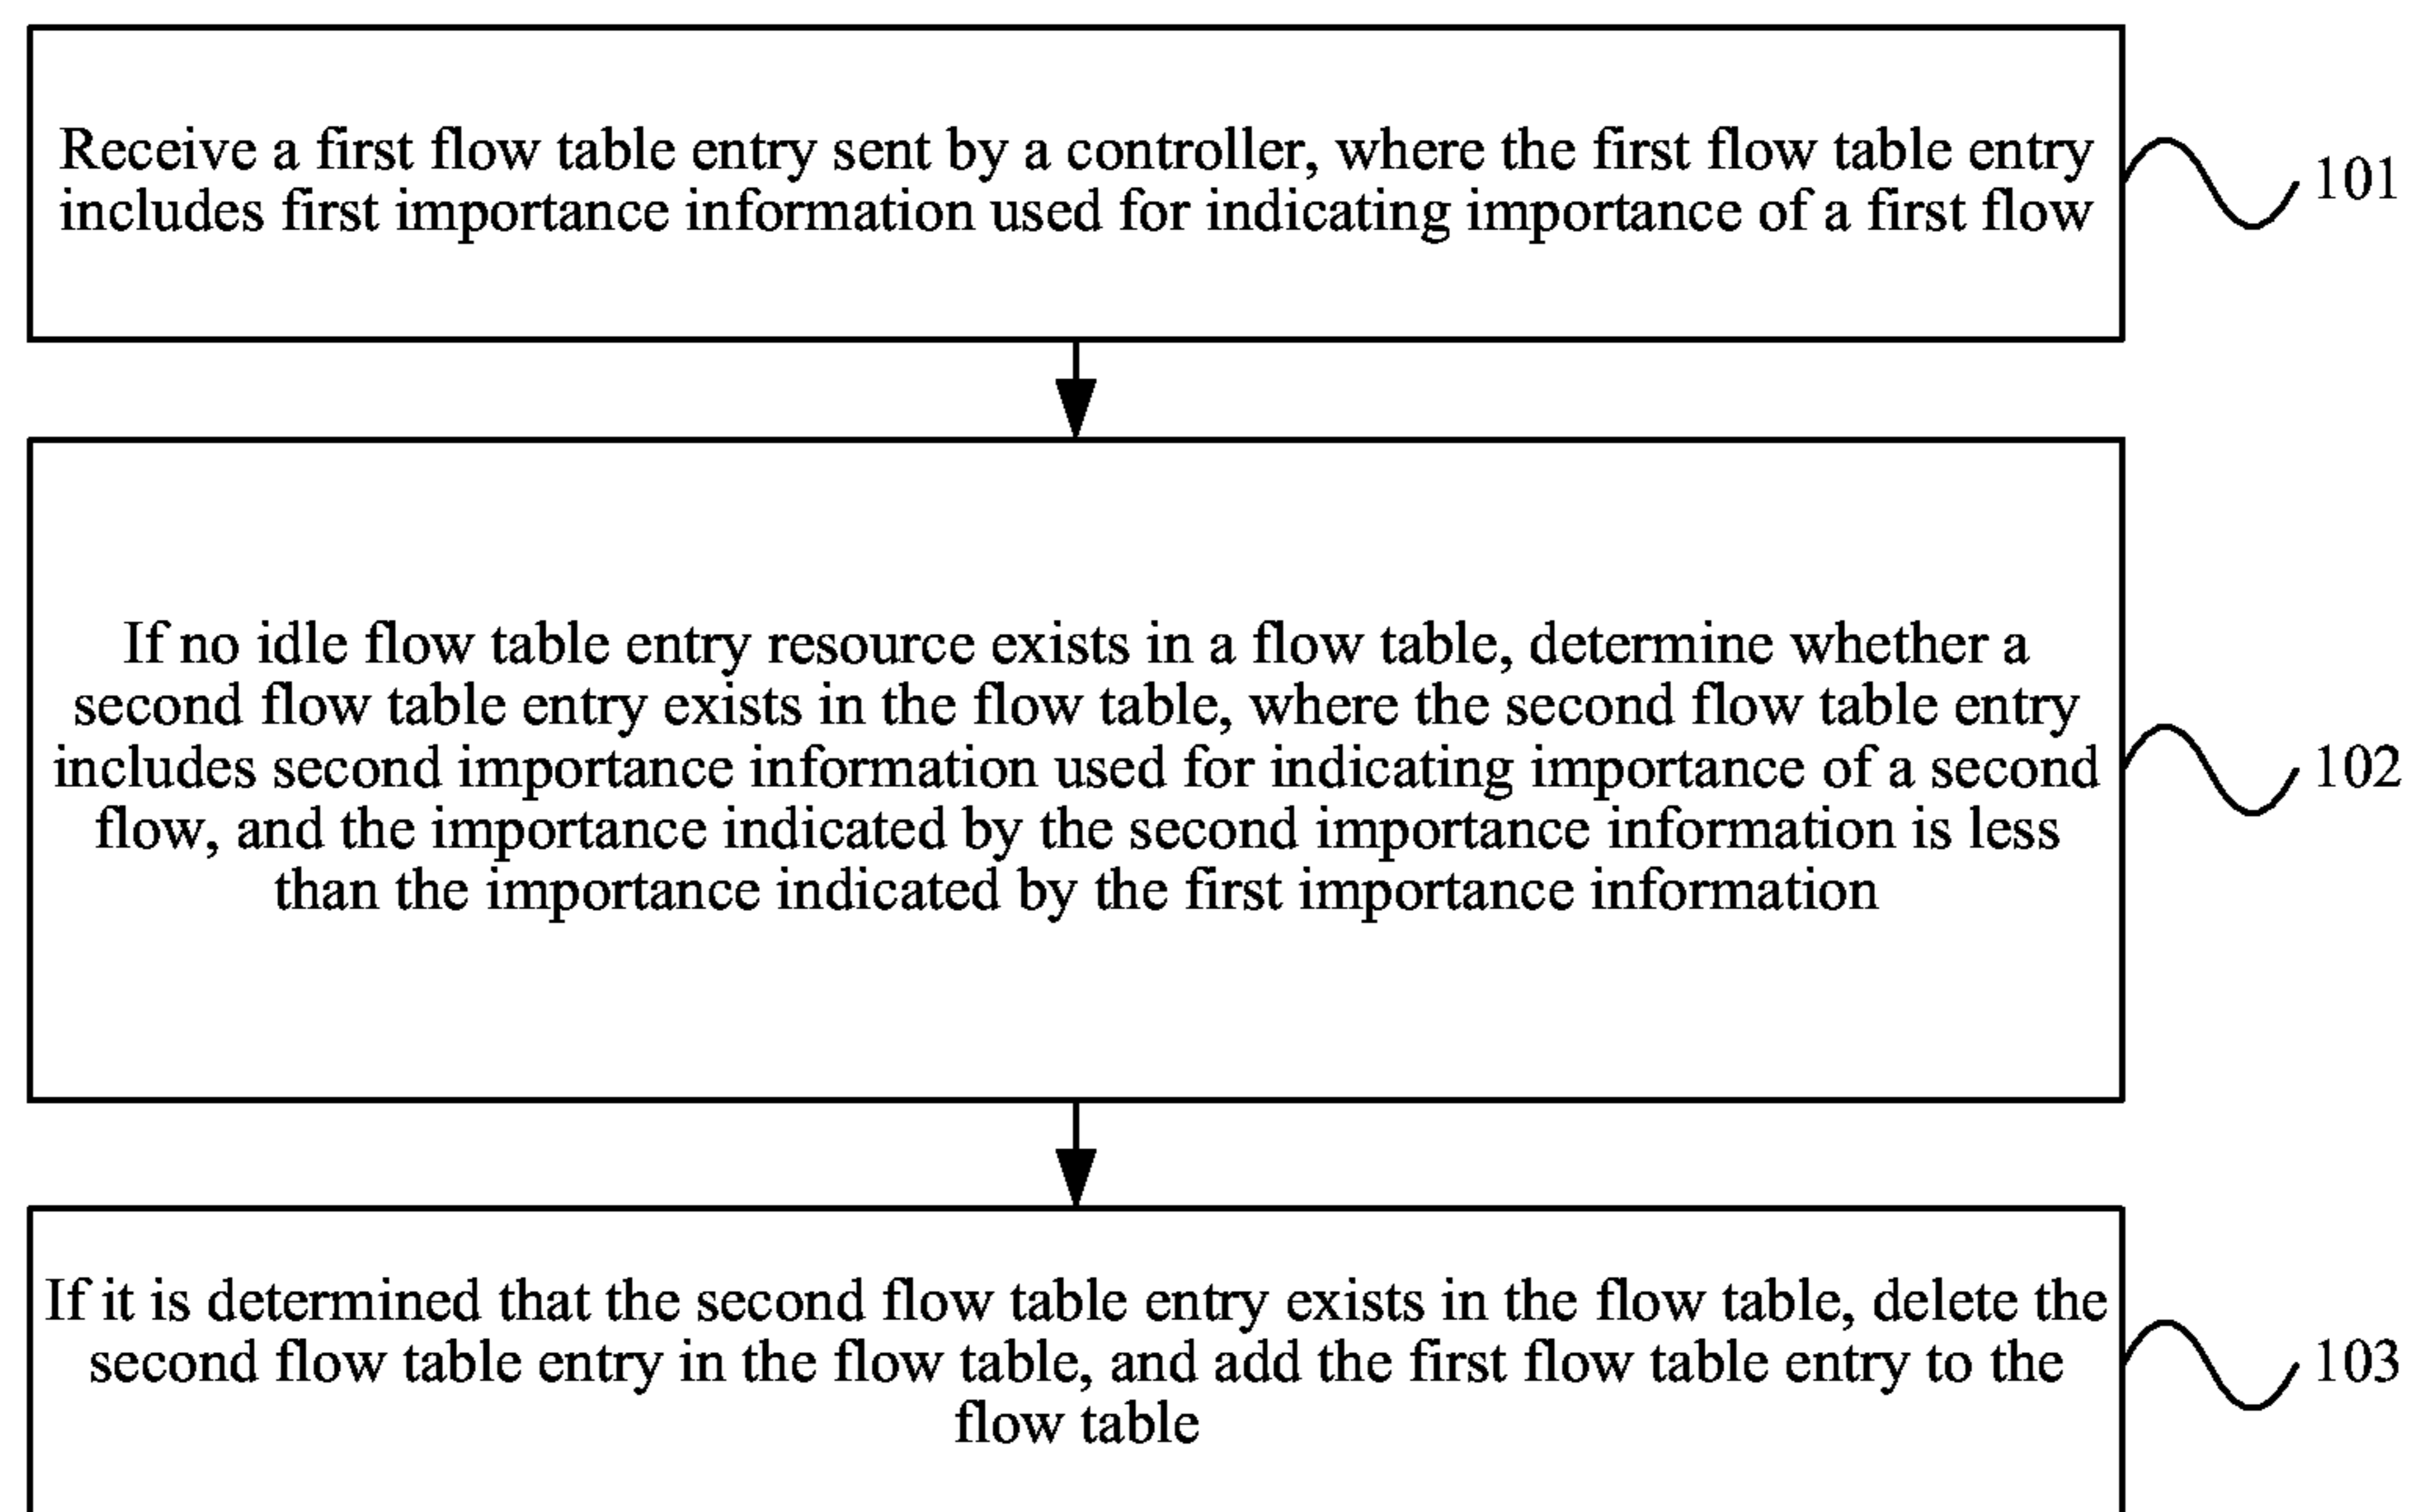 Receive a first flow table entry sent by a controller, where the first flow table entry
includes first importance information used for indicating importance of a first flow
101
If no idle flow table entry resource exists in a flow table, determine whether a
second flow table entry exists in the flow table, where the second flow table entry
includes second importance information used for indicating importance of a second
flow, and the importance indicated by the second importance information is less
than the importance indicated by the first importance information
102
If it is determined that the second flow table entry exists in the flow table, delete the
second flow table entry in the flow table, and add the first flow table entry to the
flow table
103